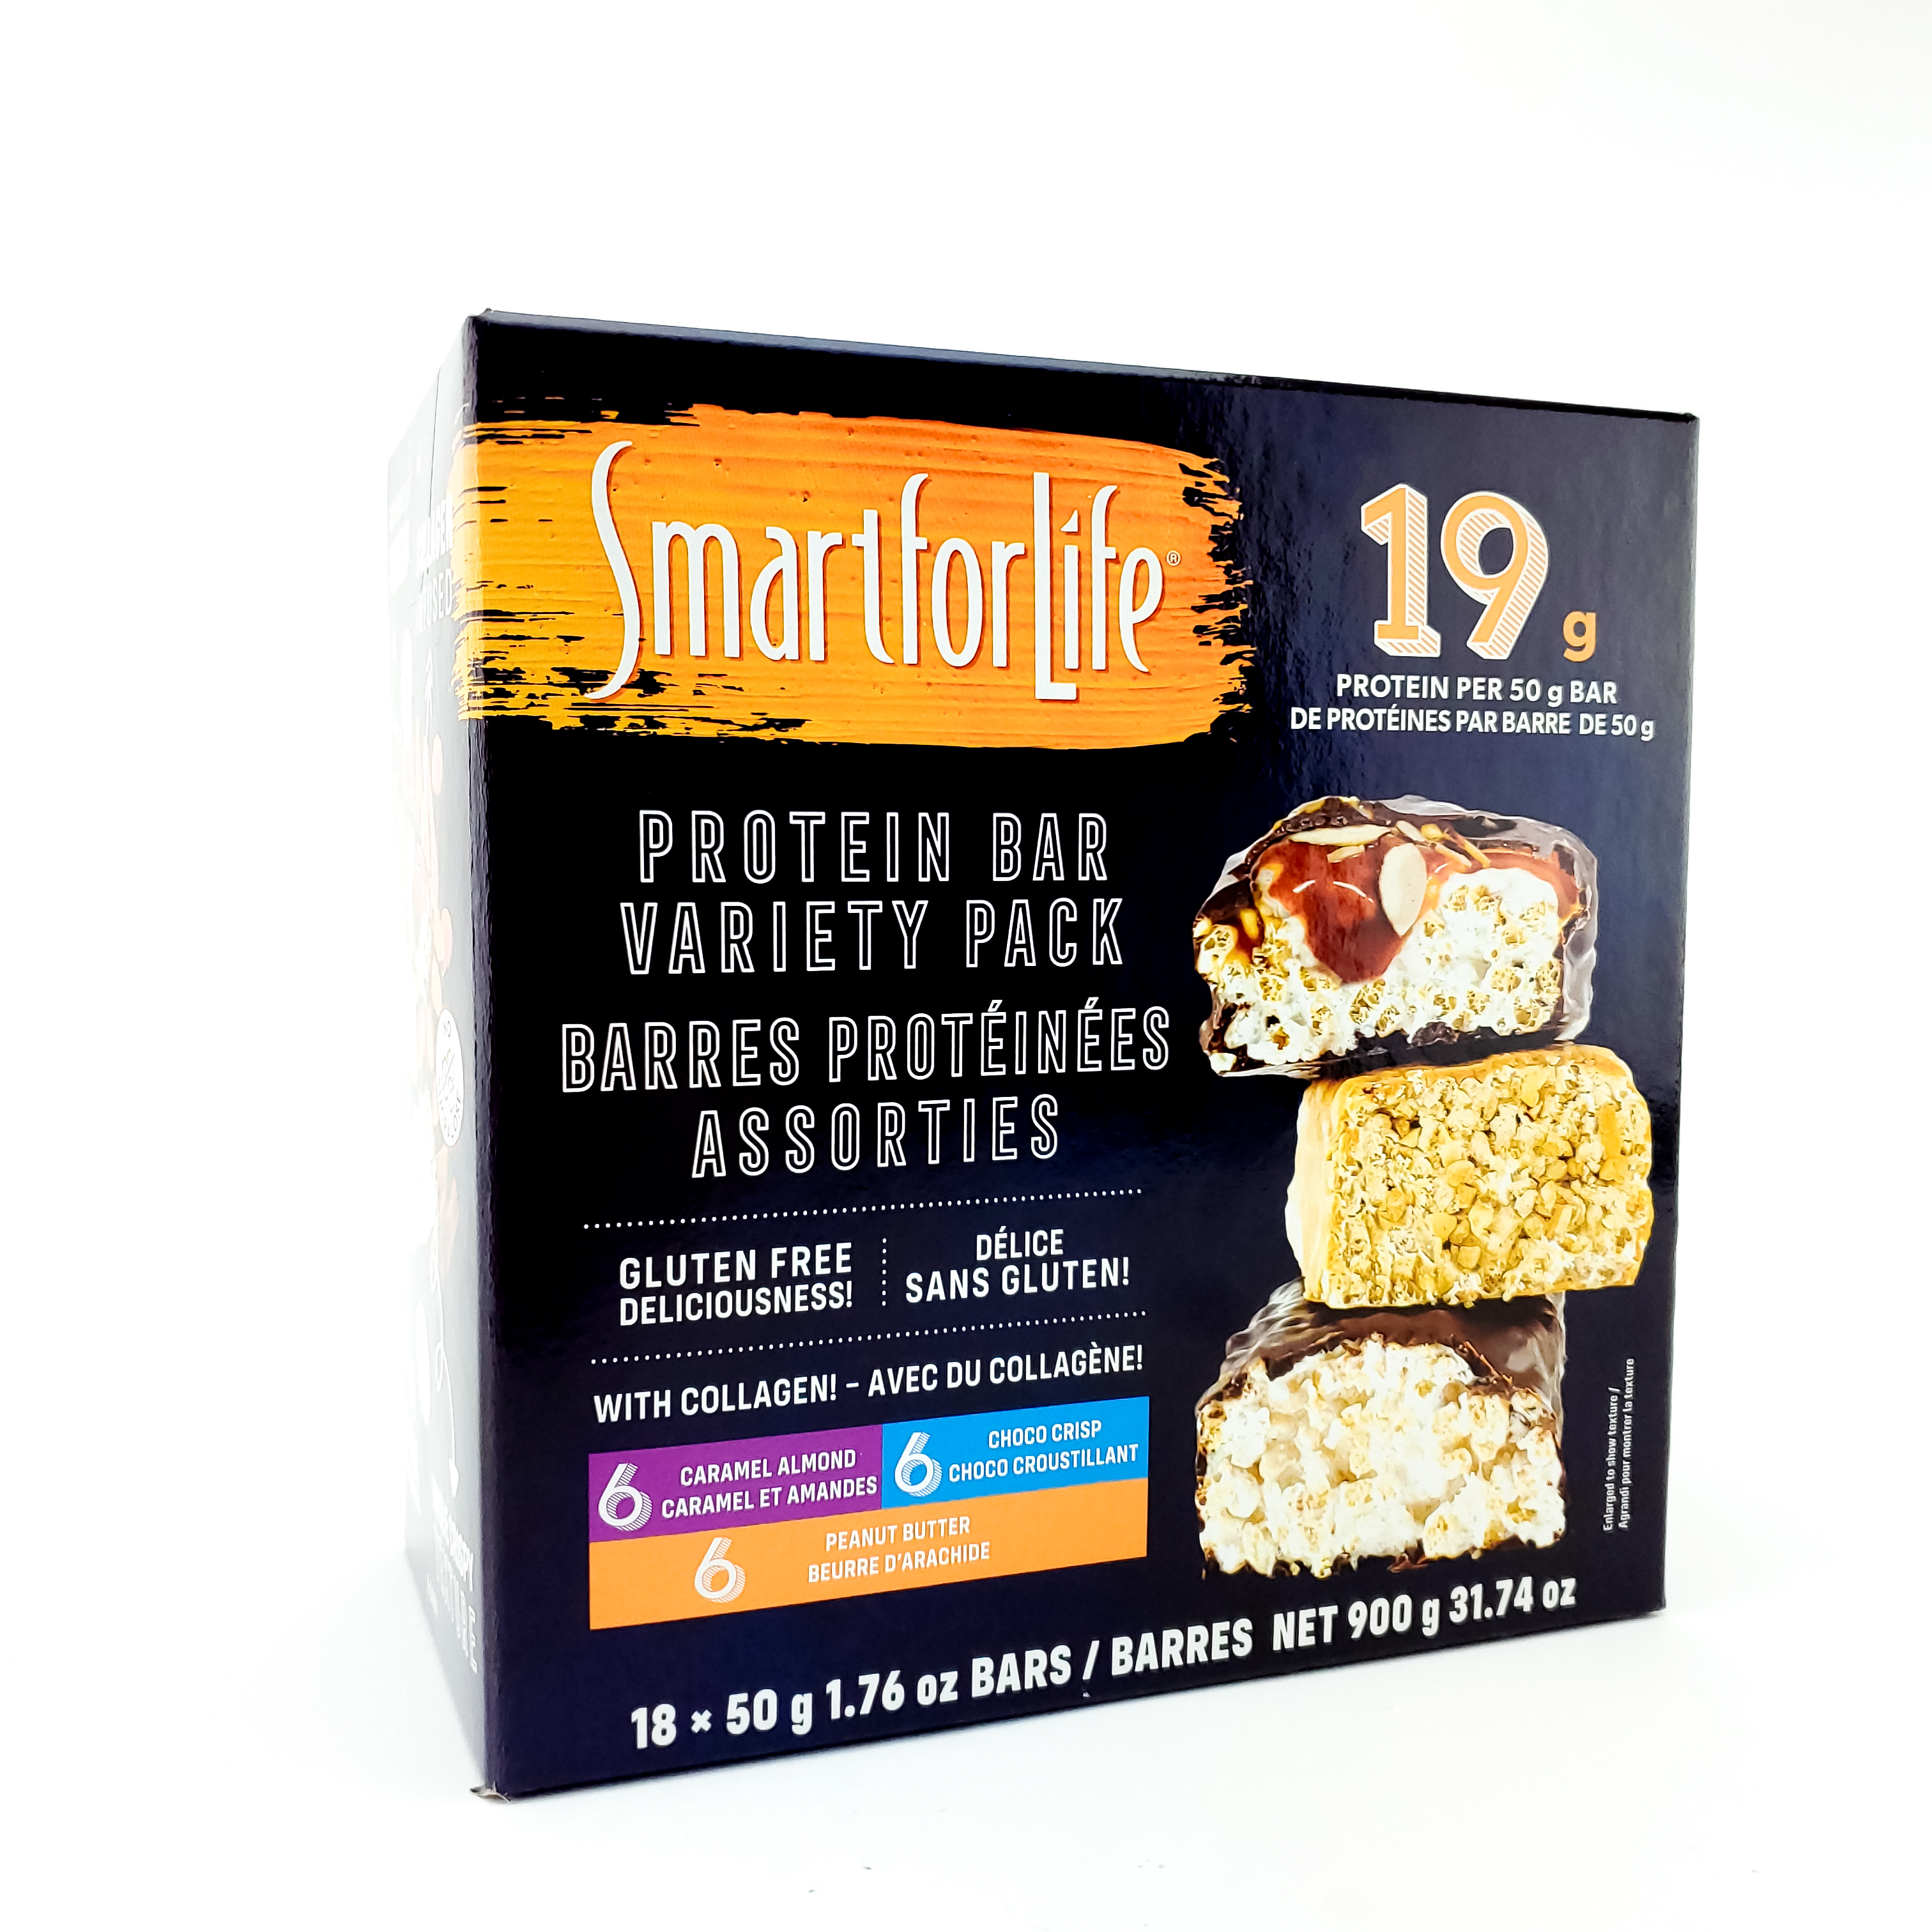 SmartforLife®
19 g
PROTEIN PER 50 g BAR
DE PROTÉINES PAR BARRE DE 50 g
PROTEIN BAR
VARIETY PACK
BARRES PROTÉINÉES
ASSORTIES
GLUTEN FREE
DELICIOUSNESS!
DÉLICE
SANS GLUTEN!
WITH COLLAGEN! – AVEC DU COLLAGÈNE!
6 CARAMEL ALMOND
CARAMEL ET AMANDES
6 CHOCO CRISP
CHOCO CROUSTILLANT
6 PEANUT BUTTER
BEURRE D'ARACHIDE
Enlarged to show texture /
Agrandi pour montrer la texture
18 × 50 g 1.76 oz BARS / BARRES NET 900 g 31.74 oz